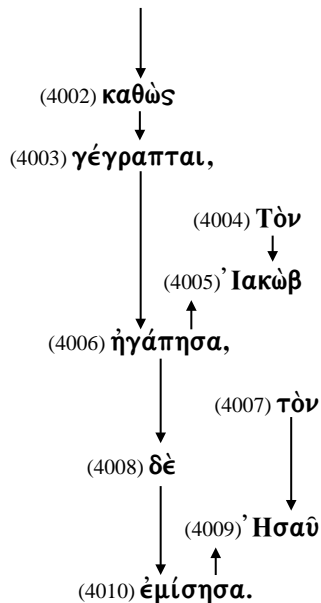 (4002) καθὼς
(4003) γέγραπται,
(4004) Τὸν
(4005) Ἰακὼβ
(4006) ἠγάπησα,
(4007) τὸν
(4008) δὲ
(4009) Ἠσαῦ
(4010) ἐμίσησα.